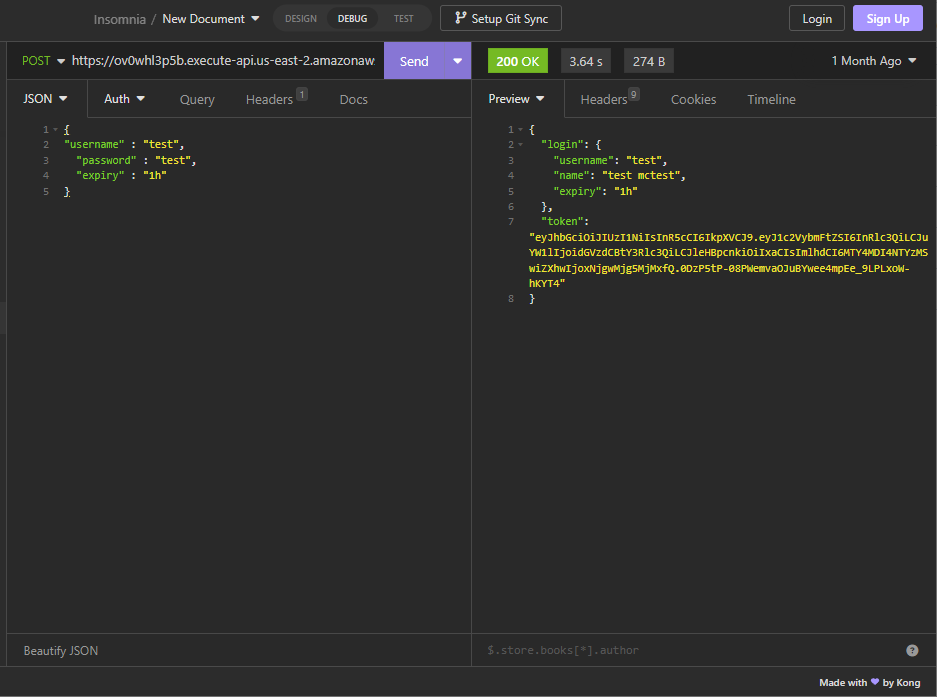 Insomnia / New Document DESIGN DEBUG TEST Setup Git Sync Login Sign Up
POST https://ov0whl3p5b.execute-api.us-east-2.amazonaw Send 200 OK 3.64 s 274 B 1 Month Ago
JSON Auth Query Headers 1 Docs
1 {
2 "username" : "test",
3 "password" : "test",
4 "expiry" : "1h"
5 }
Beautify JSON
Preview Headers 9 Cookies Timeline
1 {
2 "login": {
3 "username": "test",
4 "name": "test mctest",
5 "expiry": "1h"
6 },
7 "token":
"eyJhbGciOiJIUzI1NiIsInR5cCI6IkpXVCJ9.eyJ1c2VybmFtZSI6InRlc3QiLCJu
YW1lIjoidGVzdCBtY3Rlc3QiLCJleHBpcnkiOiIxaCIsImlhdCI6MTY4MDI4NTYzMS
wiZXhwIjoxNjgwMjg5MjMxfQ.0DzP5tP-08PWemvaOJuBYwee4mpEe_9LPLxoW-
hKYT4"
8 }
$.store.books[*].author ?
Made with ♥ by Kong